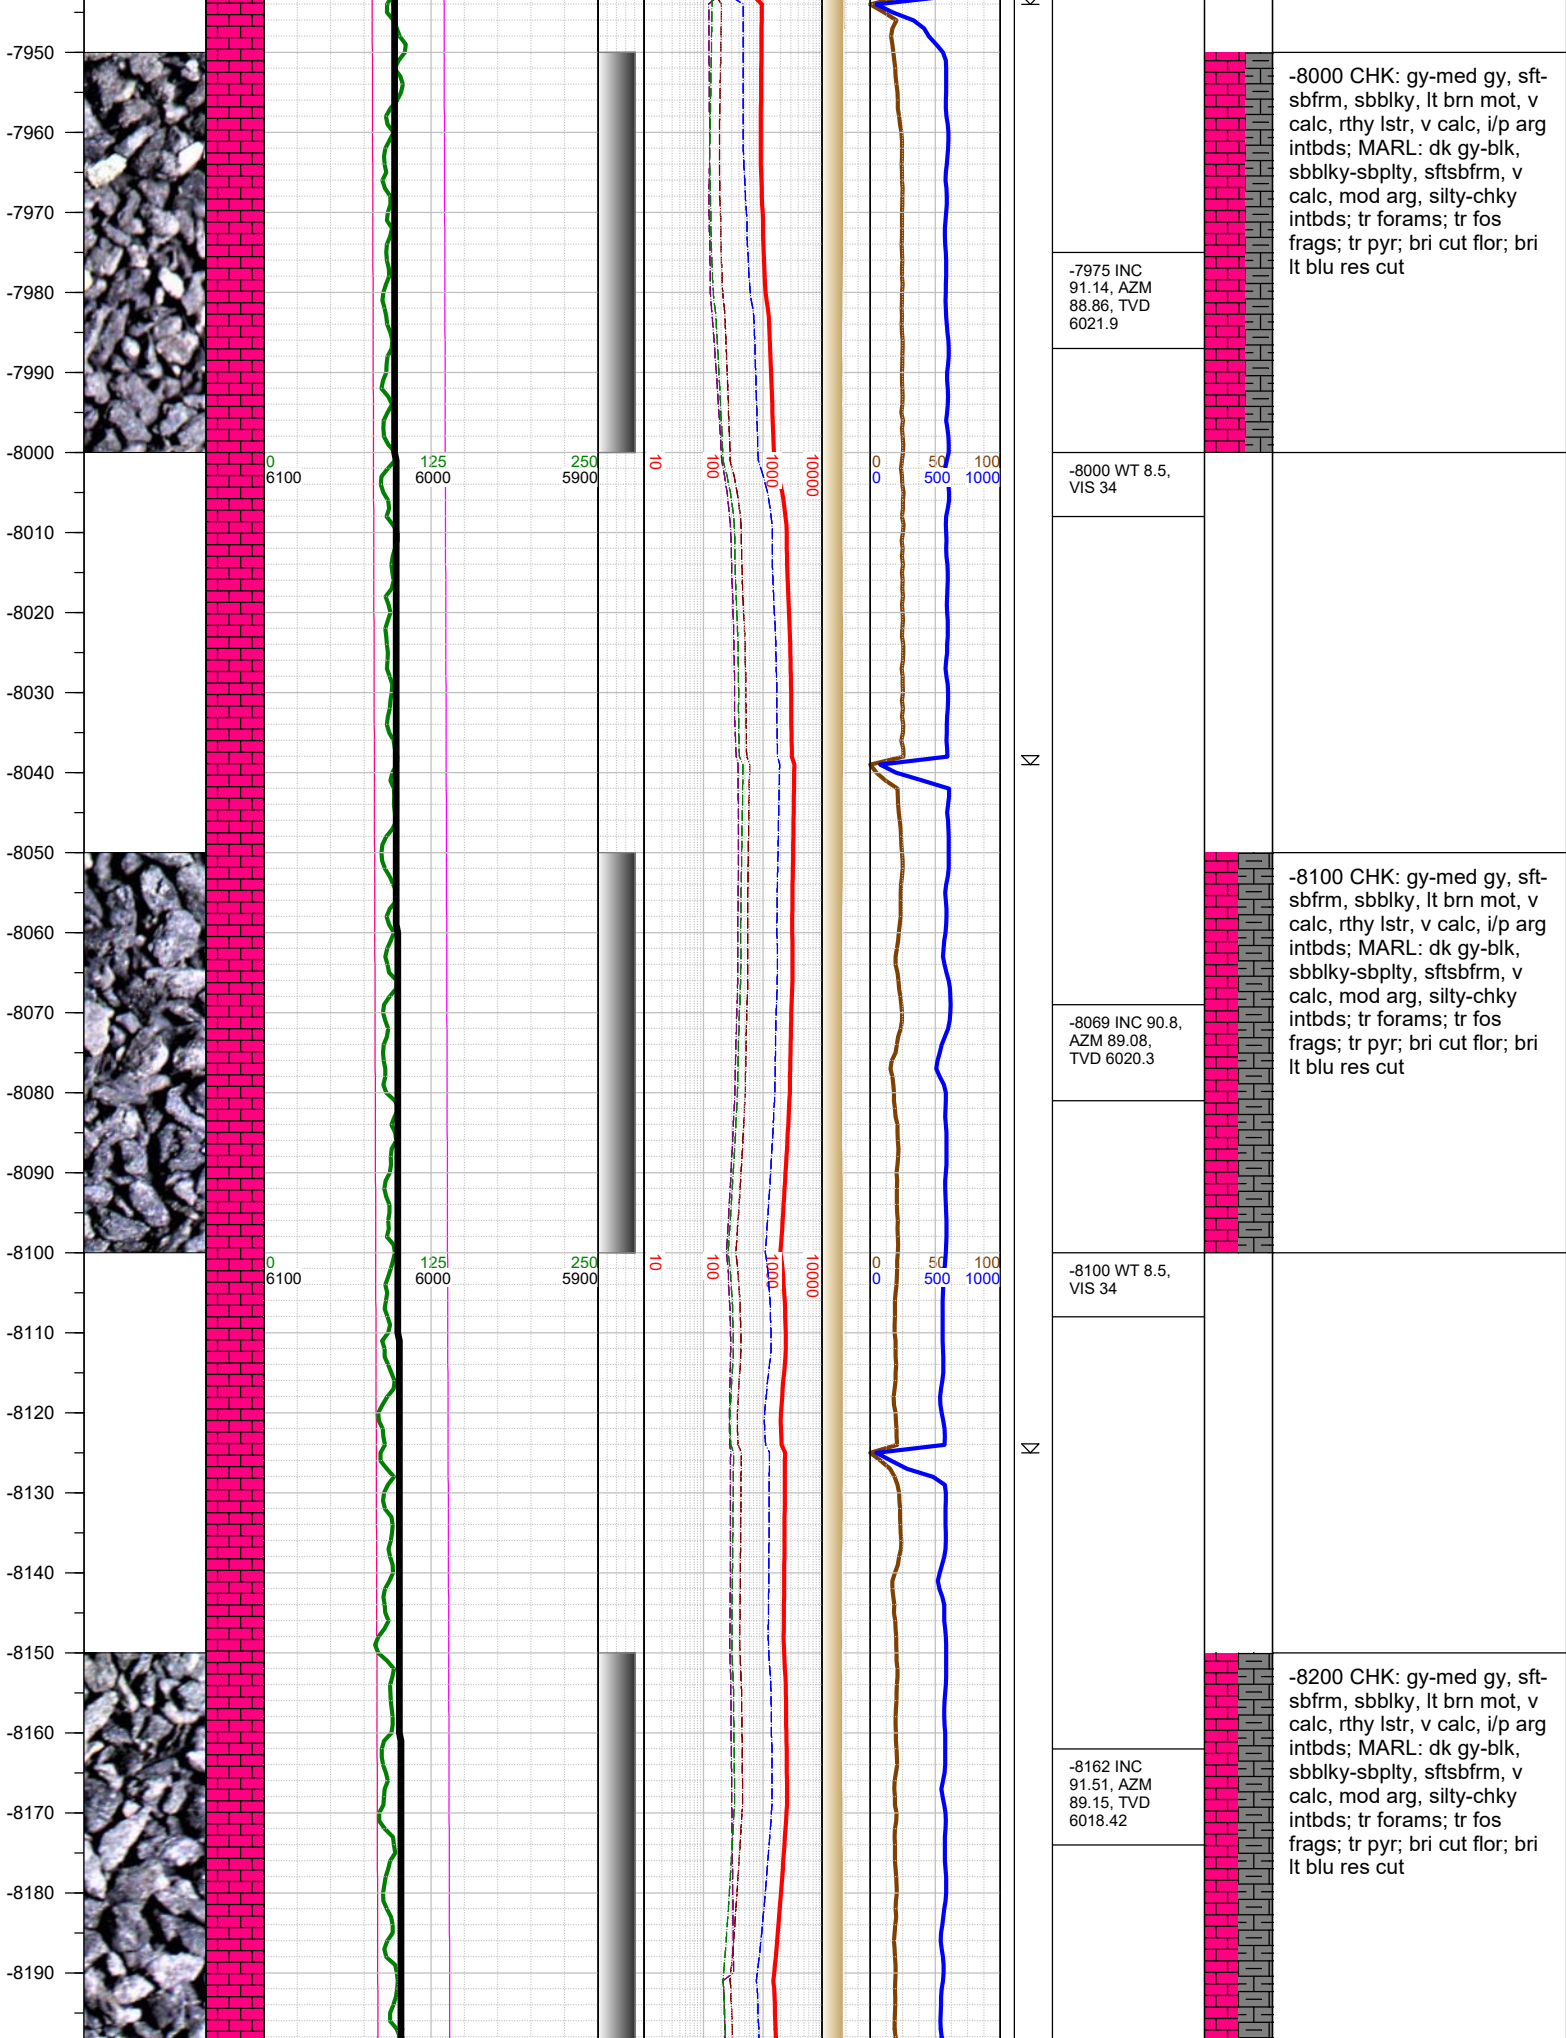 -7950
-8000 CHK: gy-med gy, sft-
sbfrm, sbblky, lt brn mot, v
calc, rthy lstr, v calc, i/p arg
intbds; MARL: dk gy-blk,
sbblky-sbplty, sftsbfrm, v
calc, mod arg, silty-chky
intbds; tr forams; tr fos
frags; tr pyr; bri cut flor; bri
lt blu res cut
-7960
-7970
-7975 INC
91.14, AZM
88.86, TVD
6021.9
-7980
-7990
-8000
0 125 250
6100 6000 5900
10 100 1000 10000
0 50 100
0 500 1000
-8000 WT 8.5,
VIS 34
-8010
-8020
-8030
-8040
-8050
-8100 CHK: gy-med gy, sft-
sbfrm, sbblky, lt brn mot, v
calc, rthy lstr, v calc, i/p arg
intbds; MARL: dk gy-blk,
sbblky-sbplty, sftsbfrm, v
calc, mod arg, silty-chky
intbds; tr forams; tr fos
frags; tr pyr; bri cut flor; bri
lt blu res cut
-8060
-8070
-8069 INC 90.8,
AZM 89.08,
TVD 6020.3
-8080
-8090
-8100
0 125 250
6100 6000 5900
10 100 1000 10000
0 50 100
0 500 1000
-8100 WT 8.5,
VIS 34
-8110
-8120
-8130
-8140
-8150
-8200 CHK: gy-med gy, sft-
sbfrm, sbblky, lt brn mot, v
calc, rthy lstr, v calc, i/p arg
intbds; MARL: dk gy-blk,
sbblky-sbplty, sftsbfrm, v
calc, mod arg, silty-chky
intbds; tr forams; tr fos
frags; tr pyr; bri cut flor; bri
lt blu res cut
-8160
-8162 INC
91.51, AZM
89.15, TVD
6018.42
-8170
-8180
-8190